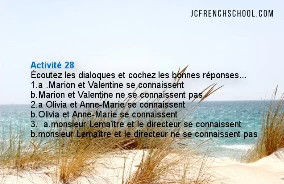 JCFRENCHSCHOOL.COM
Activité 28
Écoutez les dialogues et cochez les bonnes réponses...
1.a .Marion et Valentine se connaissent
b.Marion et Valentine ne se connaissent pas
2.a Olivia et Anne-Marie se connaissent
b.Olivia et Anne-Marie se connaissent
3. a.monsieur Lemaître et le directeur se connaissent
b.monsieur Lemaître et le directeur ne se connaissent pas